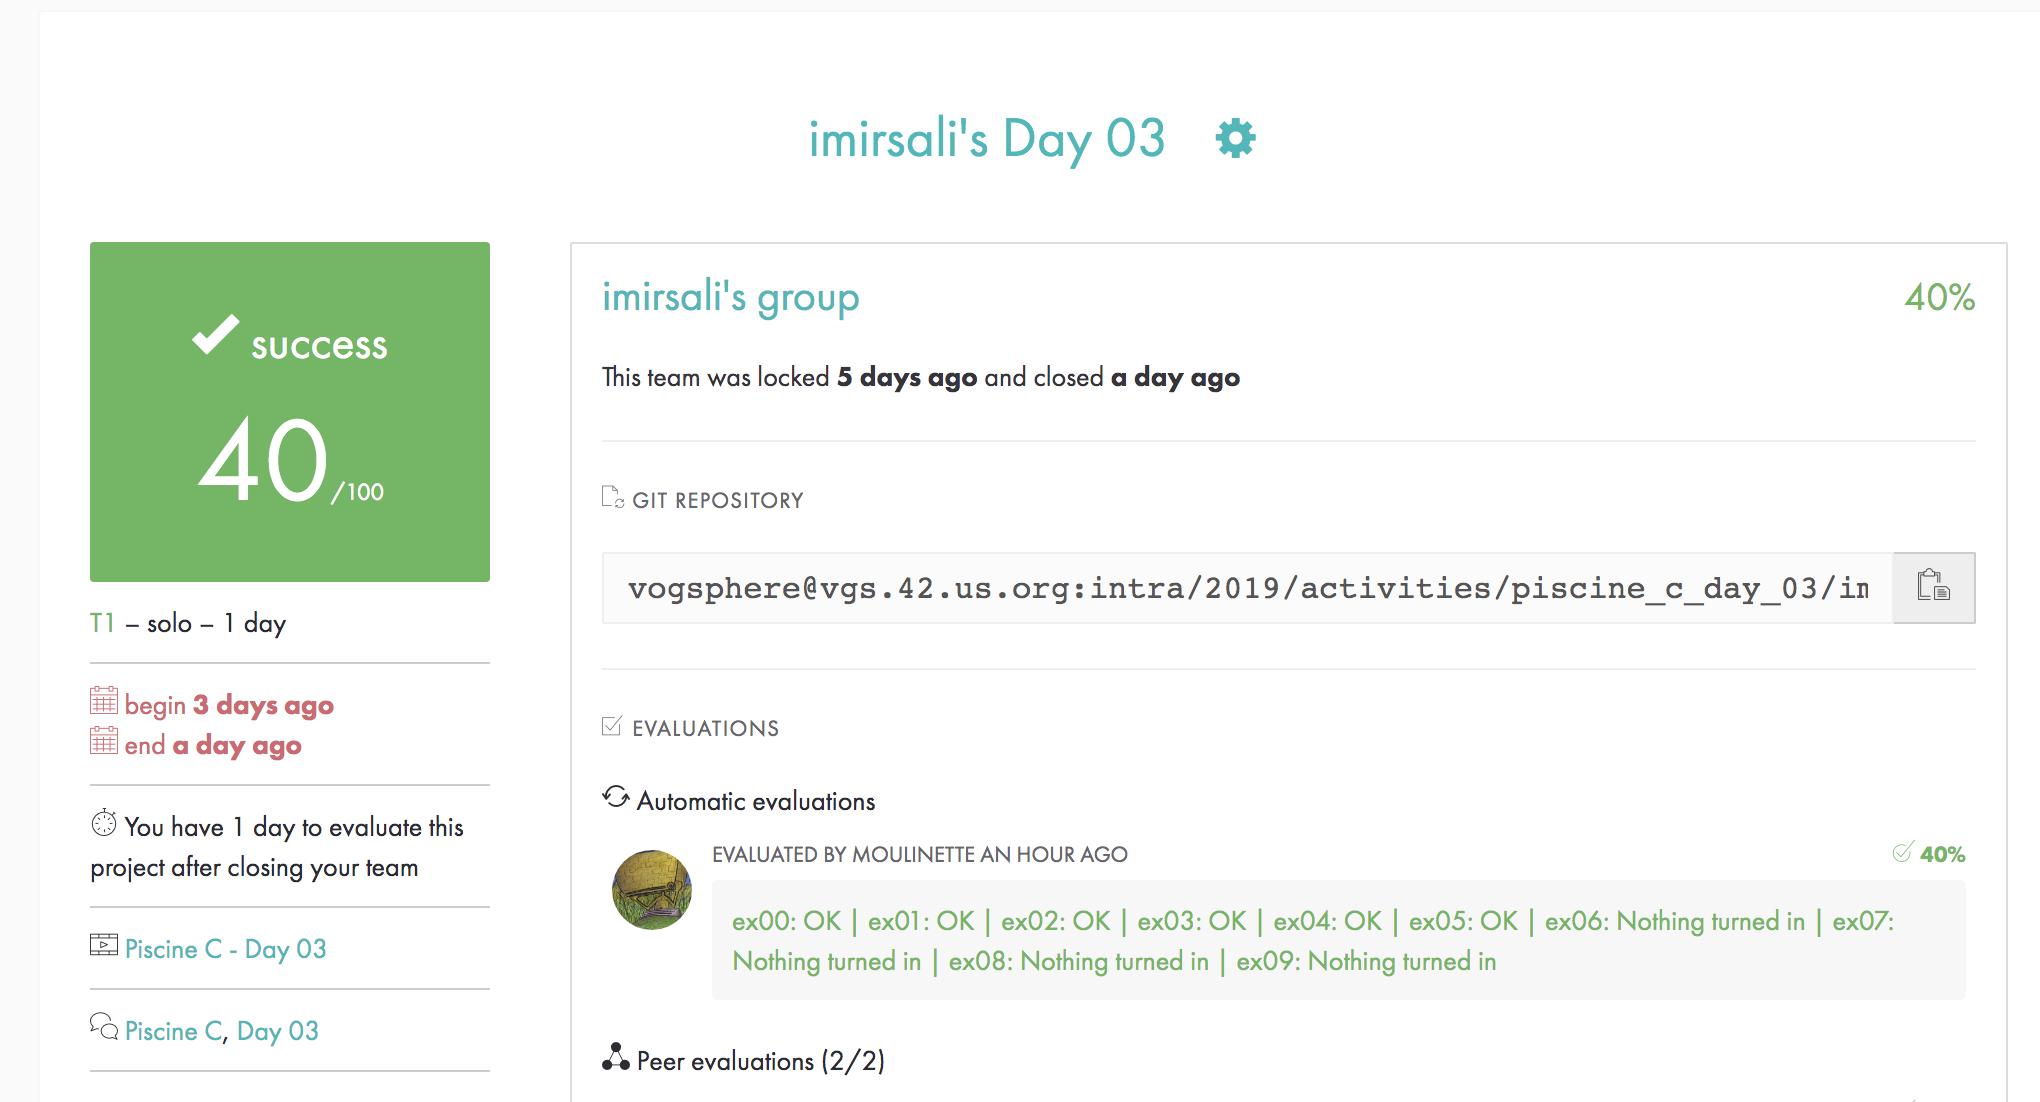 imirsali's Day 03
success
40/100
T1 – solo – 1 day
begin 3 days ago
end a day ago
You have 1 day to evaluate this
project after closing your team
Piscine C - Day 03
Piscine C, Day 03
imirsali's group
40%
This team was locked 5 days ago and closed a day ago
GIT REPOSITORY
vogsphere@vgs.42.us.org:intra/2019/activities/piscine_c_day_03/im
EVALUATIONS
Automatic evaluations
EVALUATED BY MOULINETTE AN HOUR AGO
40%
ex00: OK | ex01: OK | ex02: OK | ex03: OK | ex04: OK | ex05: OK | ex06: Nothing turned in | ex07:
Nothing turned in | ex08: Nothing turned in | ex09: Nothing turned in
Peer evaluations (2/2)